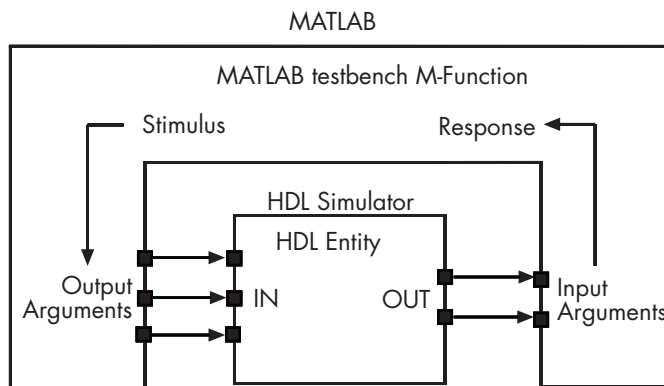 MATLAB
MATLAB testbench M-Function
Stimulus
Response
HDL Simulator
HDL Entity
Output
Arguments
IN
OUT
Input
Arguments